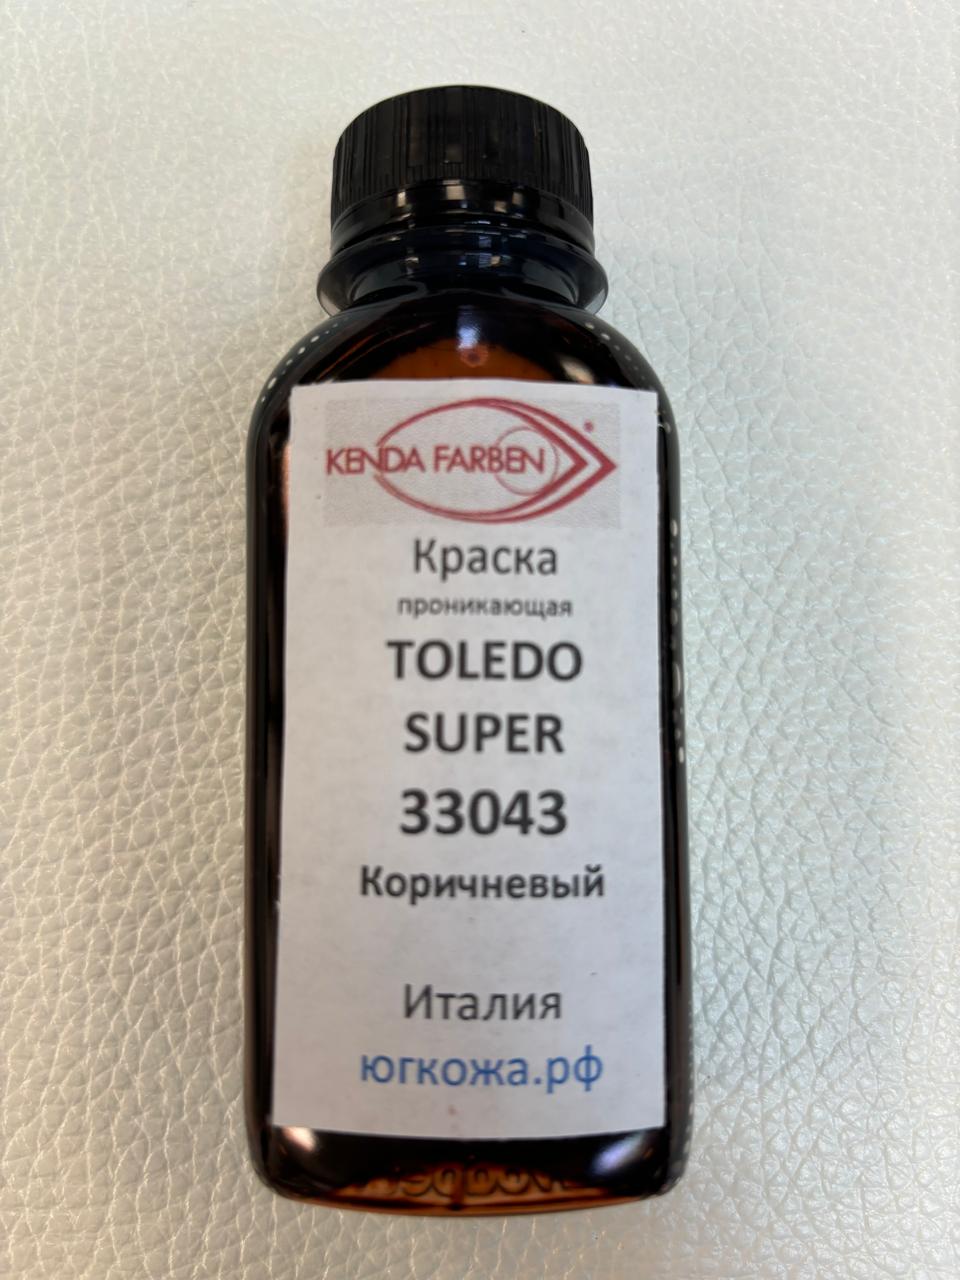 KENDA FARBEN ®
Краска
проникающая
TOLEDO
SUPER
33043
Коричневый
Италия
югкожа.рф